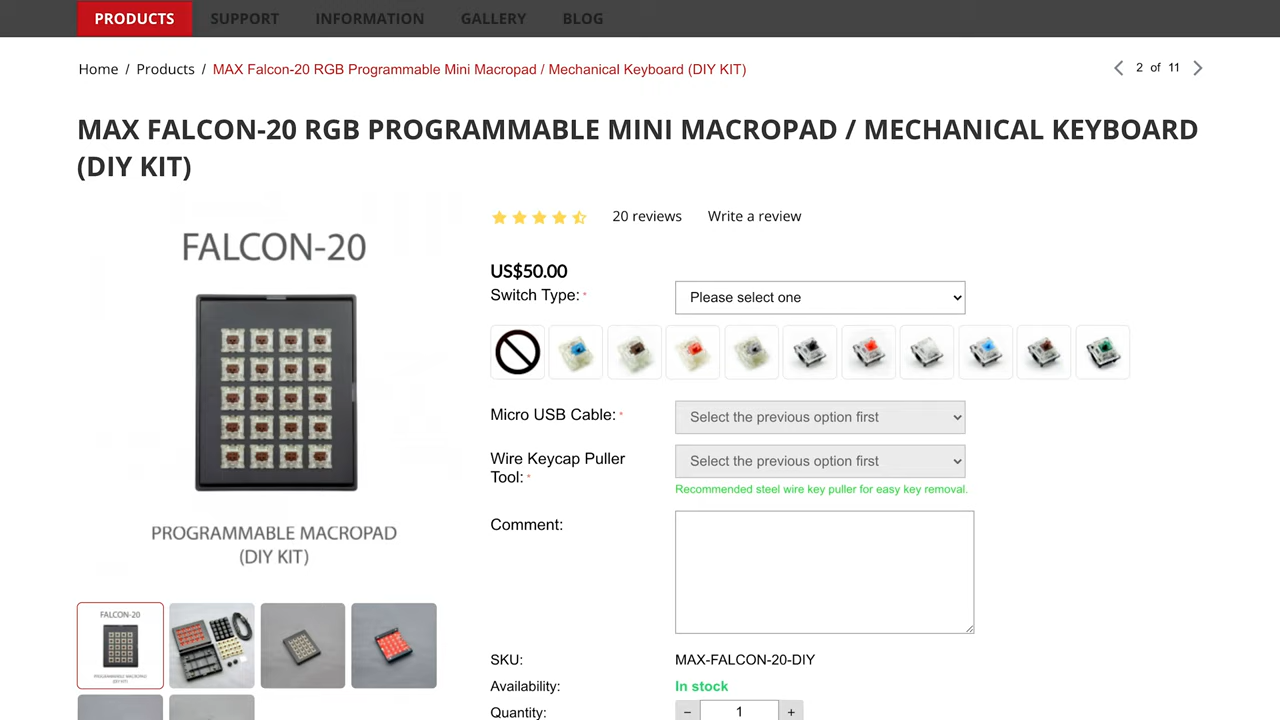 PRODUCTS SUPPORT INFORMATION GALLERY BLOG
Home / Products / MAX Falcon-20 RGB Programmable Mini Macropad / Mechanical Keyboard (DIY KIT)
2 of 11
MAX FALCON-20 RGB PROGRAMMABLE MINI MACROPAD / MECHANICAL KEYBOARD
(DIY KIT)
20 reviews Write a review
FALCON-20
PROGRAMMABLE MACROPAD
(DIY KIT)
FALCON-20
PROGRAMMABLE MACROPAD
(DIY KIT)
US$50.00
Switch Type: *
Please select one
Micro USB Cable: *
Select the previous option first
Wire Keycap Puller
Tool: *
Select the previous option first
Recommended steel wire key puller for easy key removal.
Comment:
SKU: MAX-FALCON-20-DIY
Availability: In stock
Quantity: − 1 +